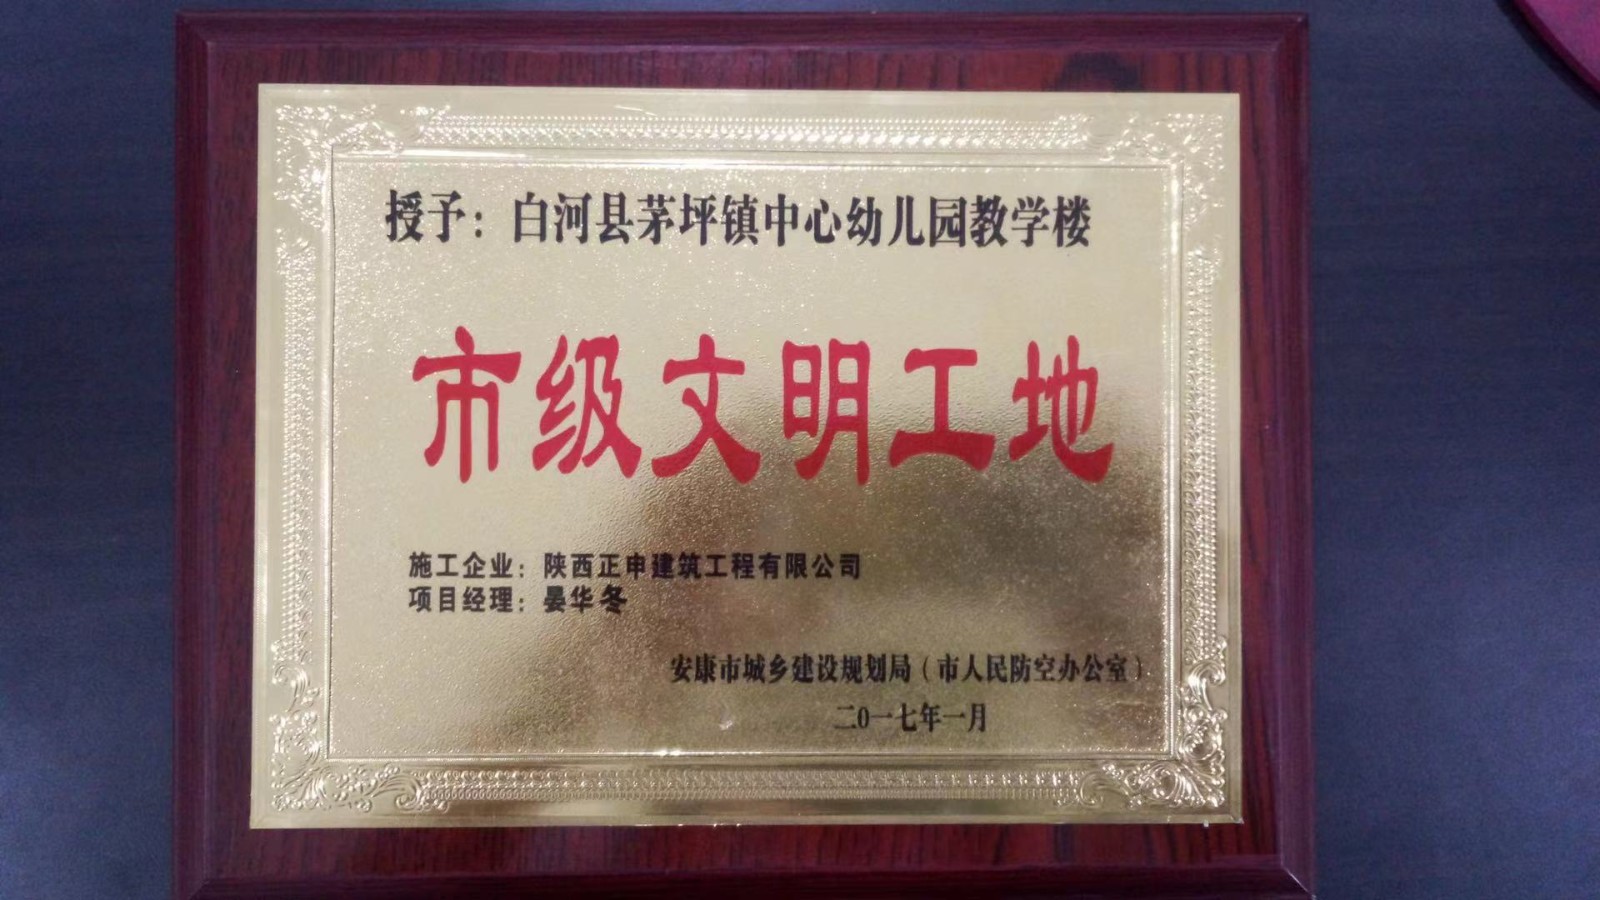 授予：白河县茅坪镇中心幼儿园教学楼
市级文明工地
施工企业：陕西正申建筑工程有限公司
项目经理：晏华冬
安康市城乡建设规划局（市人民防空办公室）
二0一七年一月